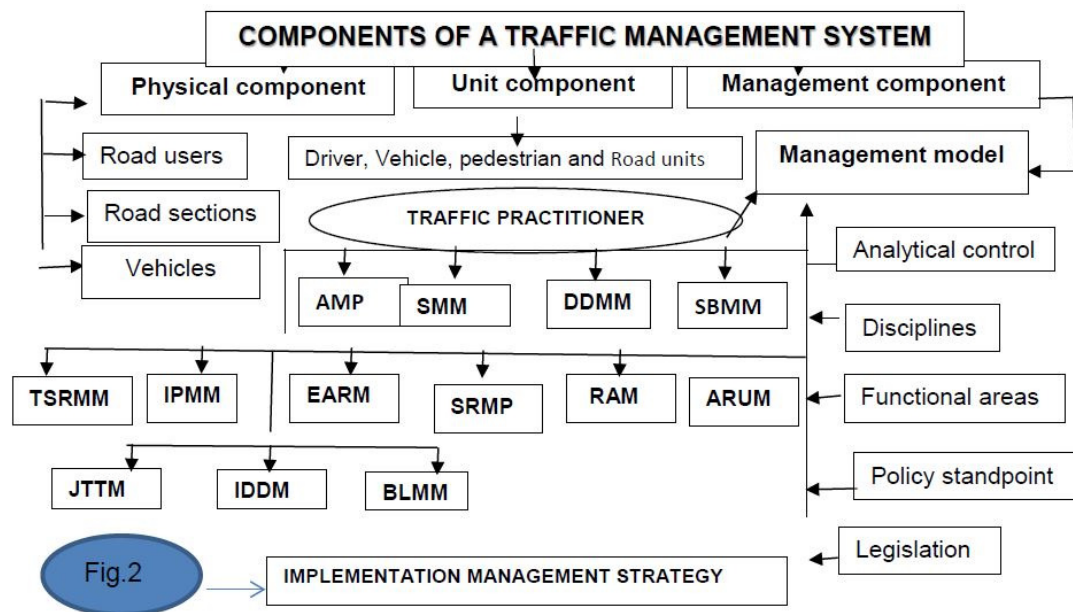 COMPONENTS OF A TRAFFIC MANAGEMENT SYSTEM
Physical component
Unit component
Management component
Road users
Driver, Vehicle, pedestrian and Road units
Management model
Road sections
TRAFFIC PRACTITIONER
Vehicles
Analytical control
AMP
SMM
DDMM
SBMM
Disciplines
TSRMM
IPMM
EARM
SRMP
RAM
ARUM
Functional areas
JTTM
IDDM
BLMM
Policy standpoint
Legislation
Fig.2
IMPLEMENTATION MANAGEMENT STRATEGY